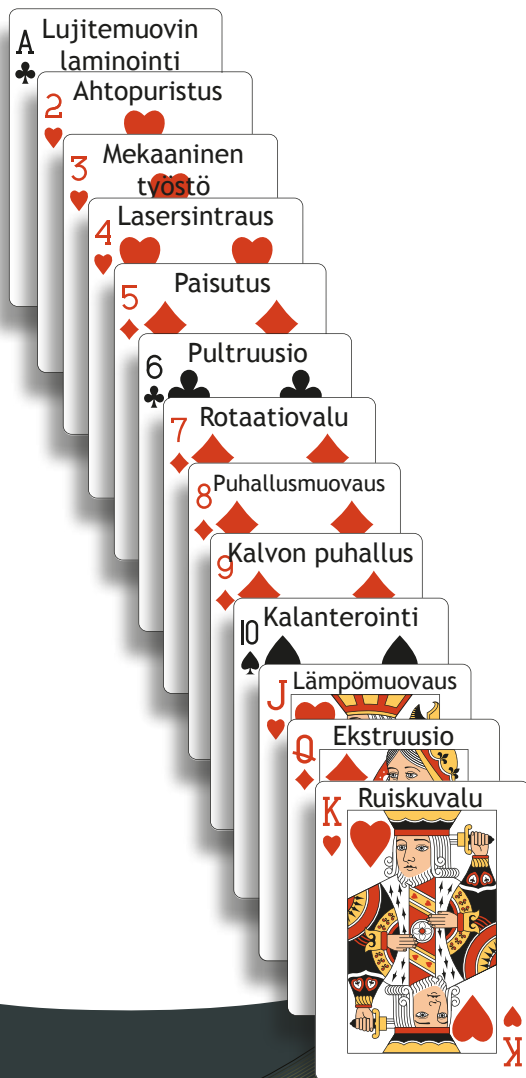 A
Lujitemuovin
laminointi
2
Ahtopuristus
3
Mekaaninen
työstö
4
Lasersintraus
5
Paisutus
6
Pultruusio
7
Rotaatiovalu
8
Puhallusmuovaus
9
Kalvon puhallus
10
Kalanterointi
J
Lämpömuovaus
Q
Ekstruusio
K
Ruiskuvalu
K